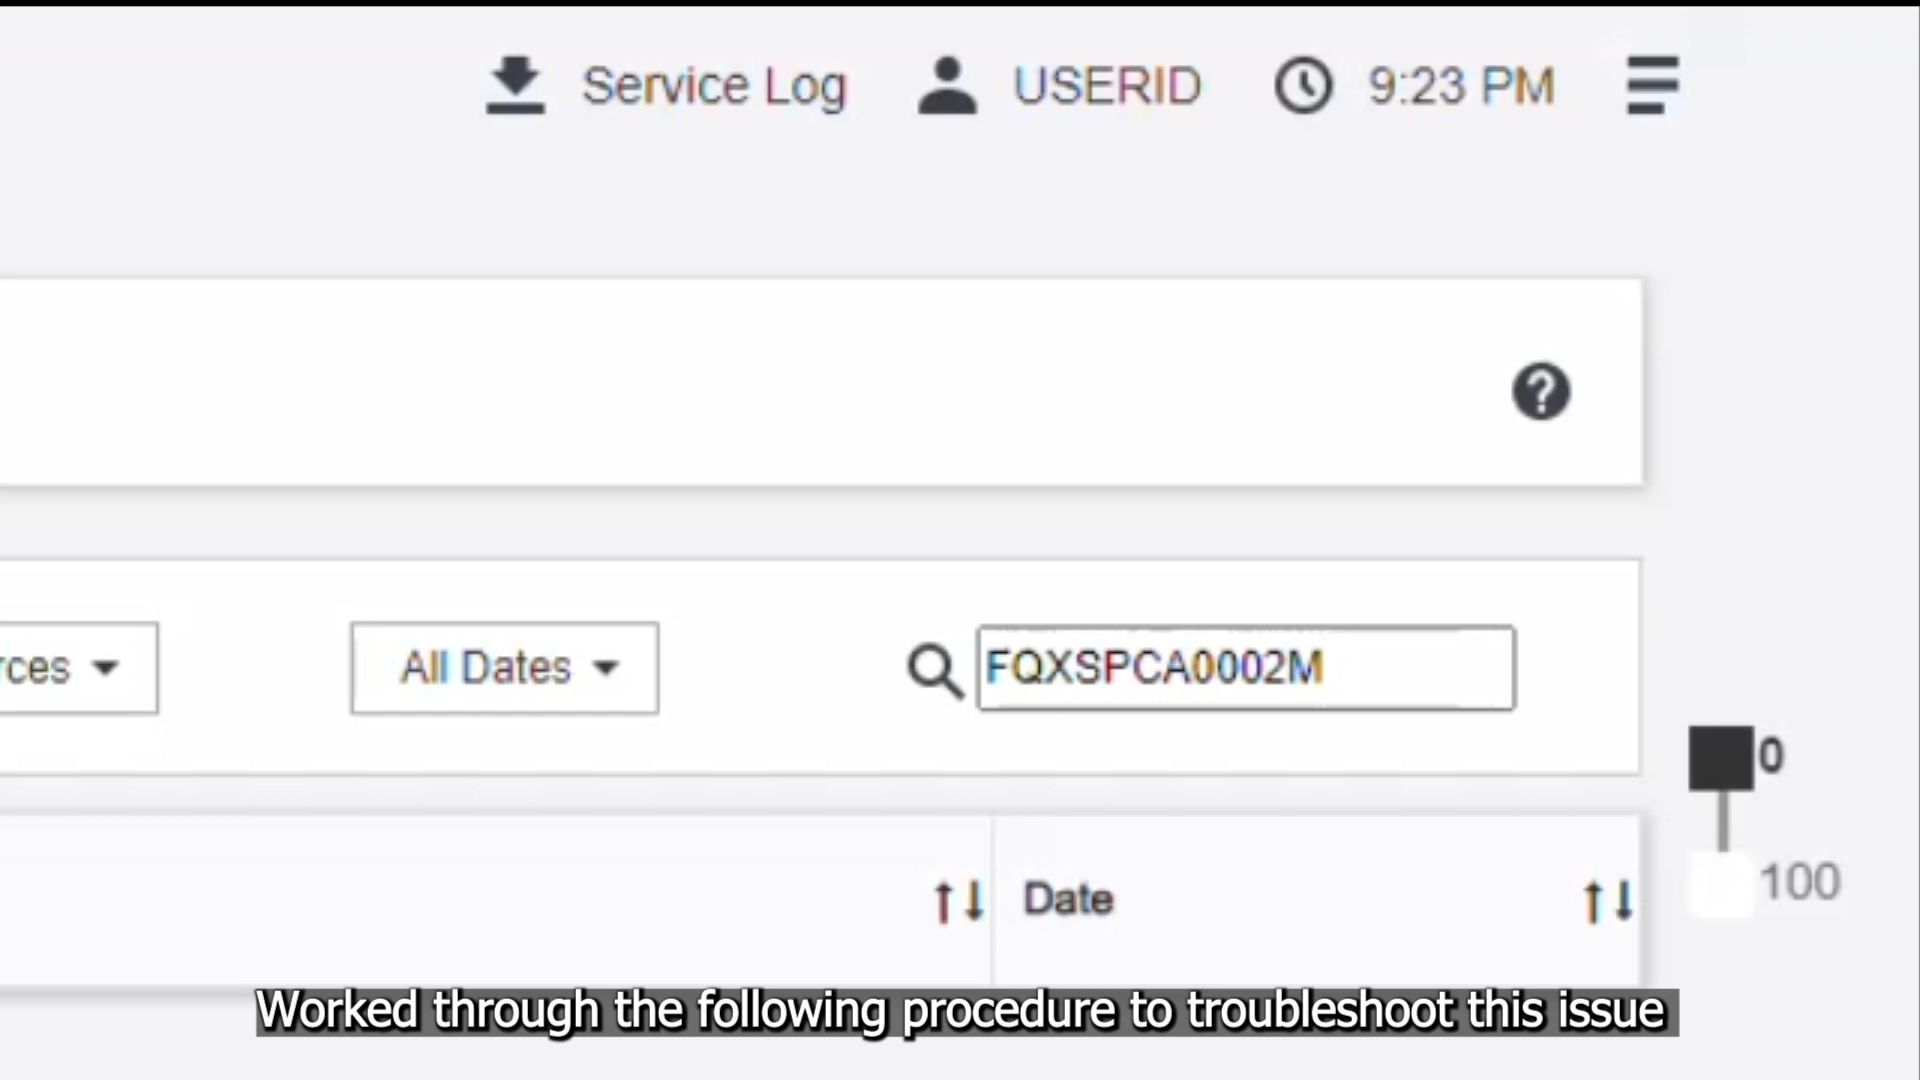 Service Log USERID 9:23 PM
rces All Dates FQXSPCA0002M
0
100
Date
Worked through the following procedure to troubleshoot this issue